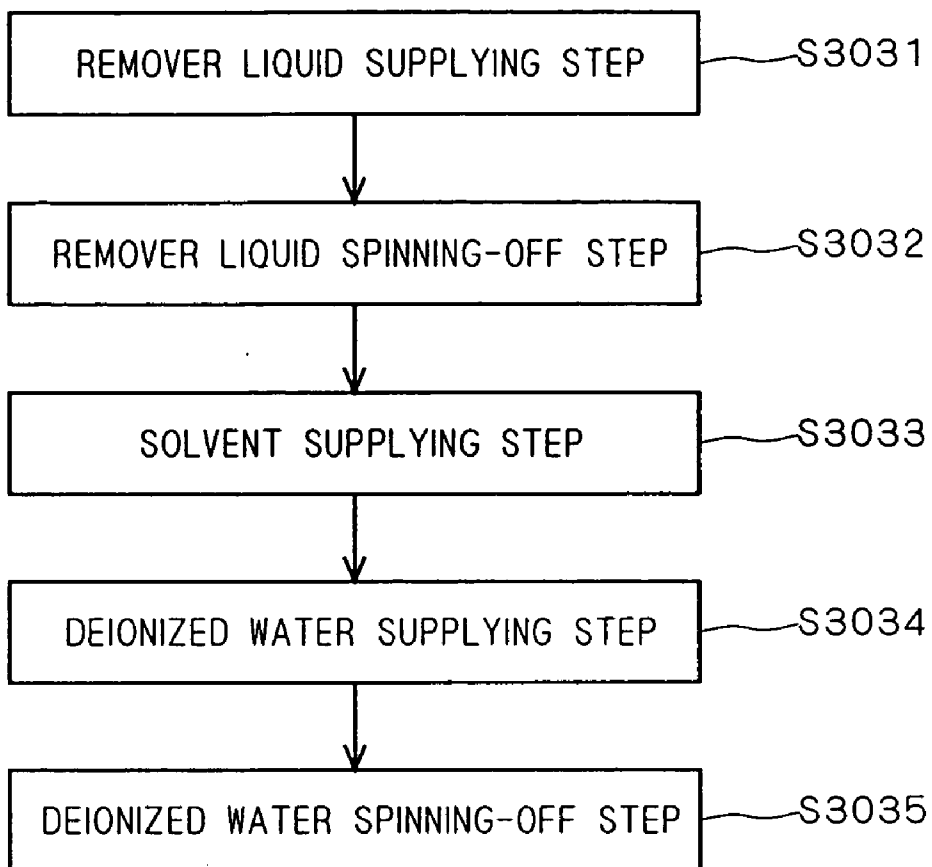 REMOVER LIQUID SUPPLYING STEP S3031
REMOVER LIQUID SPINNING-OFF STEP S3032
SOLVENT SUPPLYING STEP S3033
DEIONIZED WATER SUPPLYING STEP S3034
DEIONIZED WATER SPINNING-OFF STEP S3035